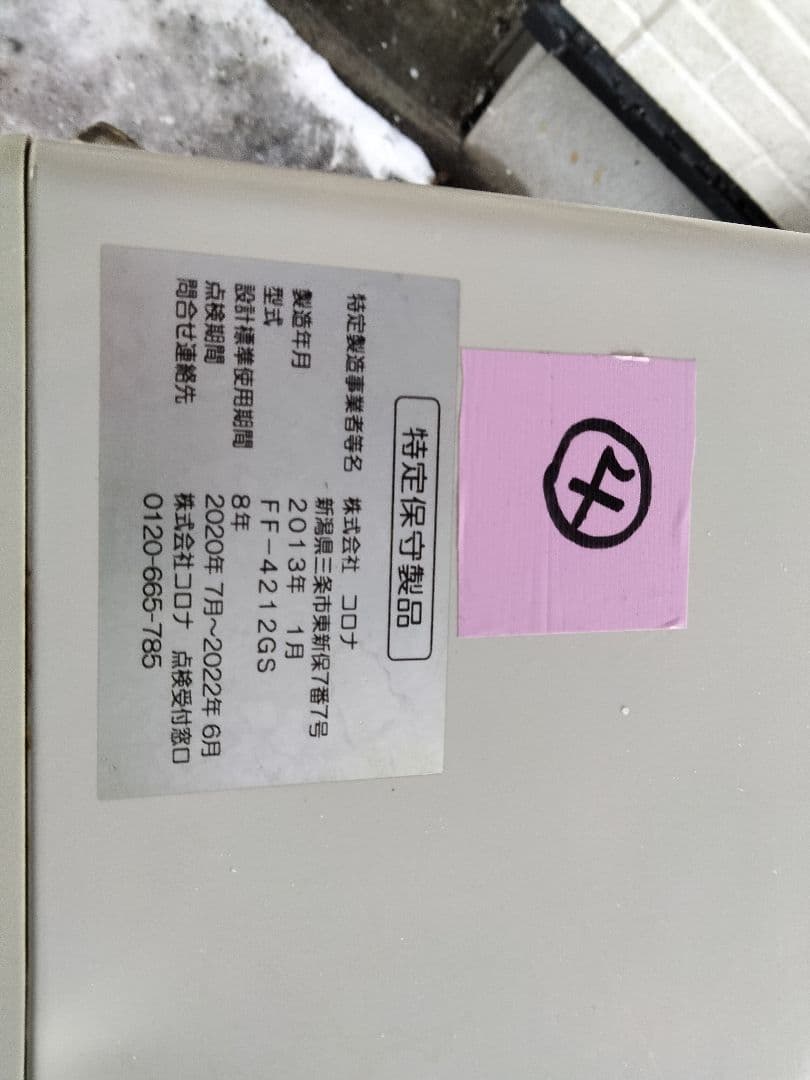 ④
特定保守製品
特定製造事業者等名 株式会社 コロナ
新潟県三条市東新保7番7号
製造年月 2013年 1月
型式 FF-4212GS
設計標準使用期間 8年
点検期間 2020年 7月〜2022年 6月
問合せ連絡先 株式会社コロナ 点検受付窓口
0120-665-785